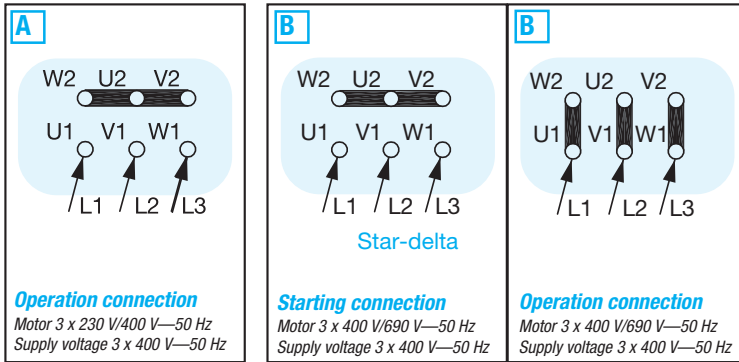 A
W2 U2 V2
U1 V1 W1
L1 L2 L3
Operation connection
Motor 3 x 230 V/400 V—50 Hz
Supply voltage 3 x 400 V—50 Hz
B
W2 U2 V2
U1 V1 W1
L1 L2 L3
Star-delta
Starting connection
Motor 3 x 400 V/690 V—50 Hz
Supply voltage 3 x 400 V—50 Hz
B
W2 U2 V2
U1 V1 W1
L1 L2 L3
Operation connection
Motor 3 x 400 V/690 V—50 Hz
Supply voltage 3 x 400 V—50 Hz